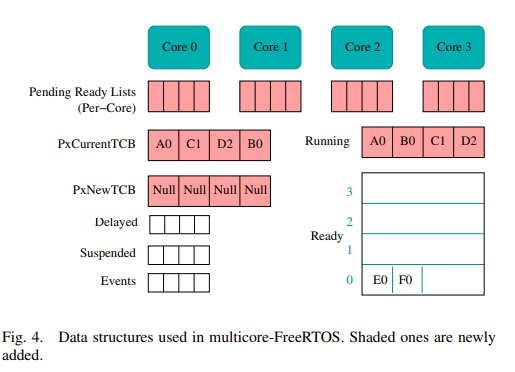 Core 0 Core 1 Core 2 Core 3
Pending Ready Lists
(Per−Core)
PxCurrentTCB A0 C1 D2 B0
Running A0 B0 C1 D2
PxNewTCB Null Null Null Null
Delayed
Suspended
Events
Ready
3
2
1
0 E0 F0
Fig. 4. Data structures used in multicore-FreeRTOS. Shaded ones are newly
added.